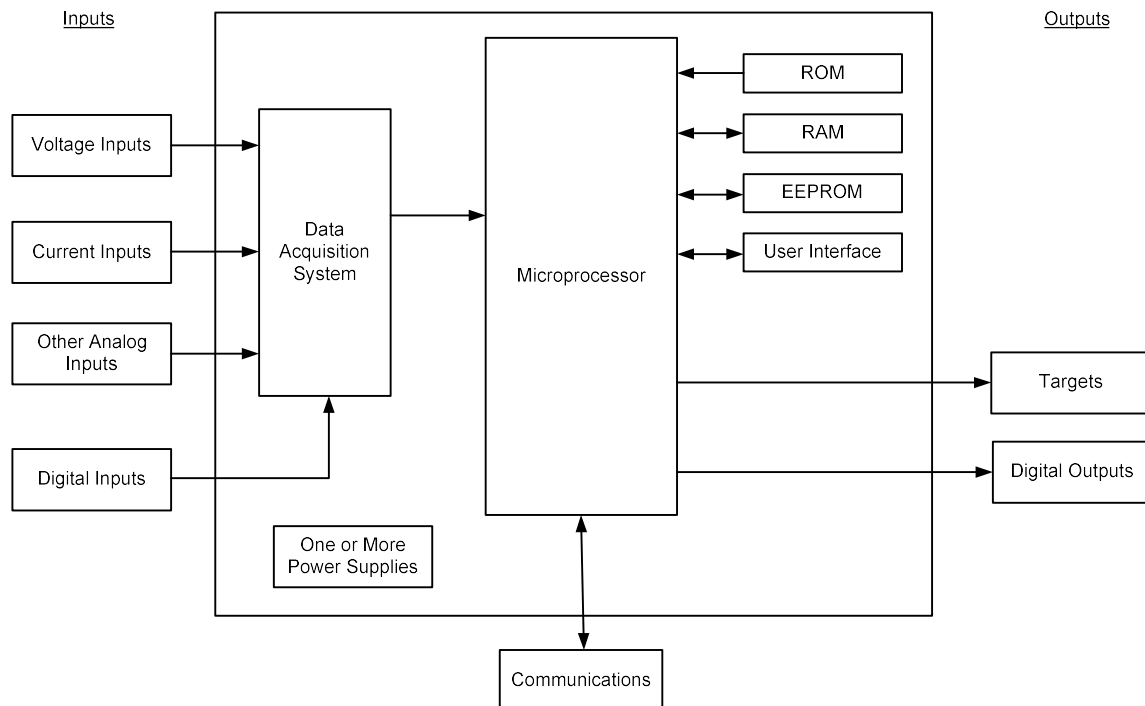 Inputs
Outputs
Voltage Inputs
Current Inputs
Other Analog
Inputs
Digital Inputs
Data
Acquisition
System
One or More
Power Supplies
Microprocessor
ROM
RAM
EEPROM
User Interface
Targets
Digital Outputs
Communications